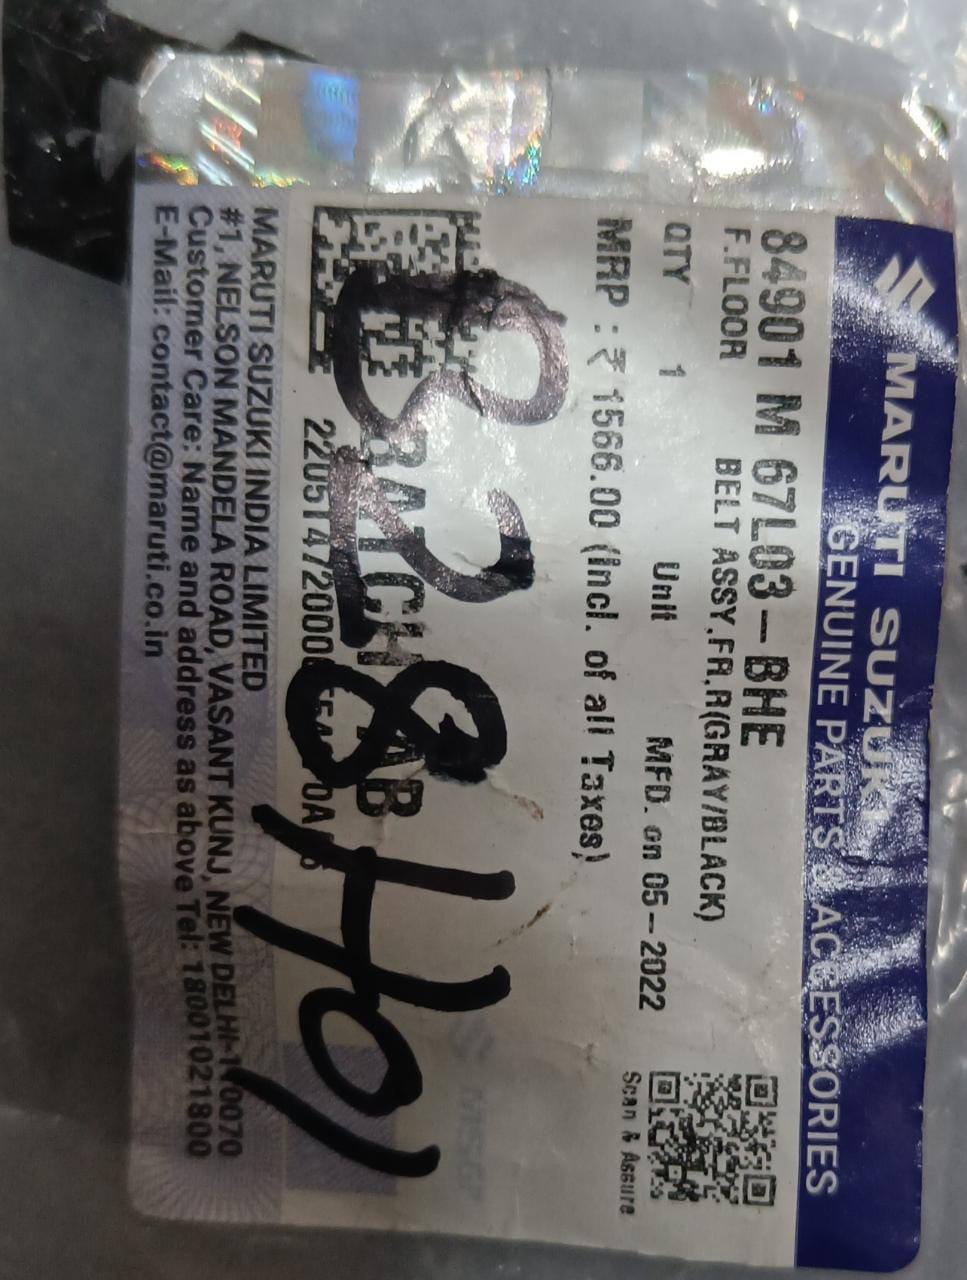 MARUTI SUZUKI
GENUINE PARTS & ACCESSORIES
84901 M 67L03-BHE
F.FLOOR BELT ASSY,FR,R(GRAY/BLACK)
QTY 1 Unit MFD. on 05-2022
MRP : ₹ 1566.00 (Incl. of all Taxes)
Scan & Assure
B28H01
BATCH
MARUTI SUZUKI INDIA LIMITED
#1, NELSON MANDELA ROAD, VASANT KUNJ, NEW DELHI-110070
Customer Care: Name and address as above Tel: 18001021800
E-Mail: contact@maruti.co.in